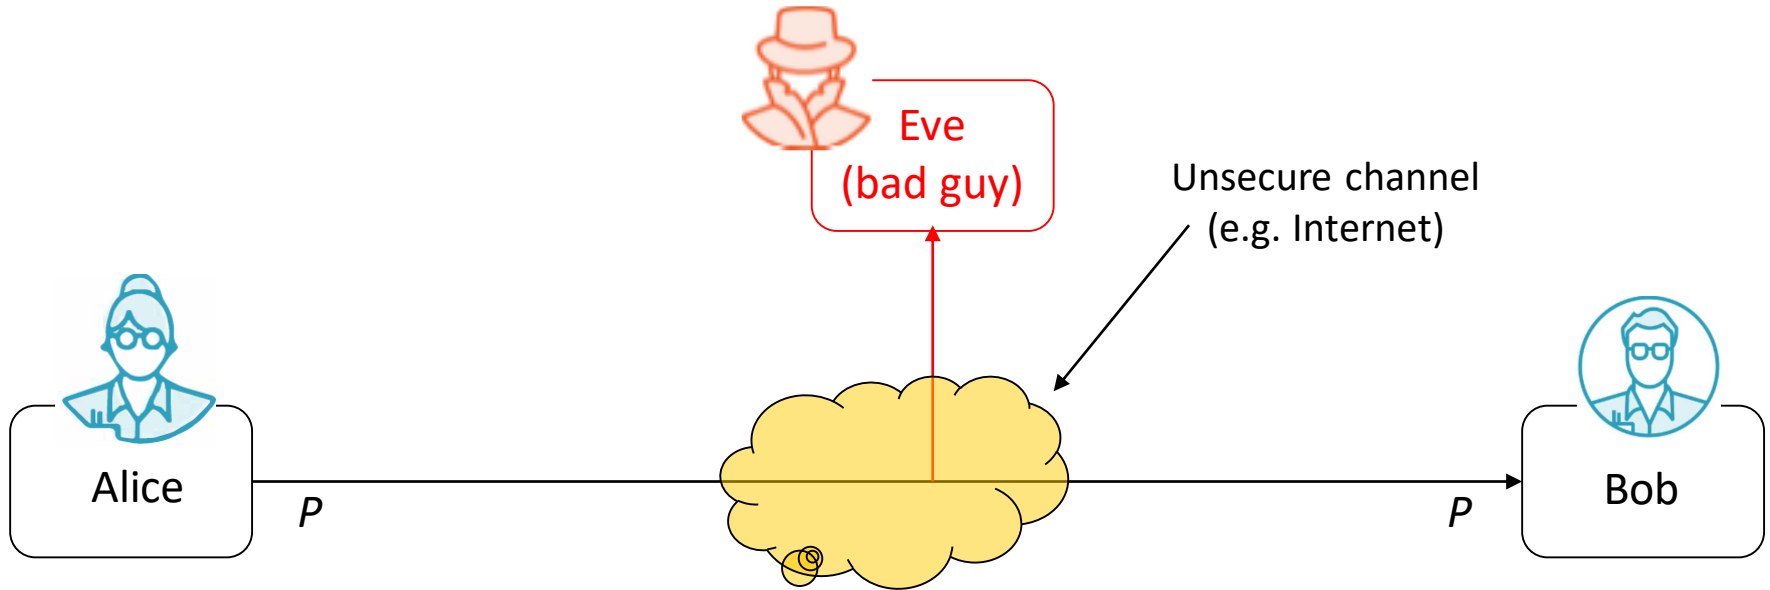 Eve
(bad guy)
Unsecure channel
(e.g. Internet)
Alice
P
P
Bob